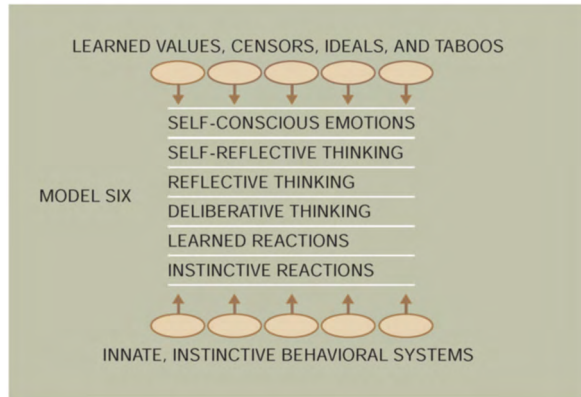 LEARNED VALUES, CENSORS, IDEALS, AND TABOOS
SELF-CONSCIOUS EMOTIONS
SELF-REFLECTIVE THINKING
REFLECTIVE THINKING
MODEL SIX
DELIBERATIVE THINKING
LEARNED REACTIONS
INSTINCTIVE REACTIONS
INNATE, INSTINCTIVE BEHAVIORAL SYSTEMS